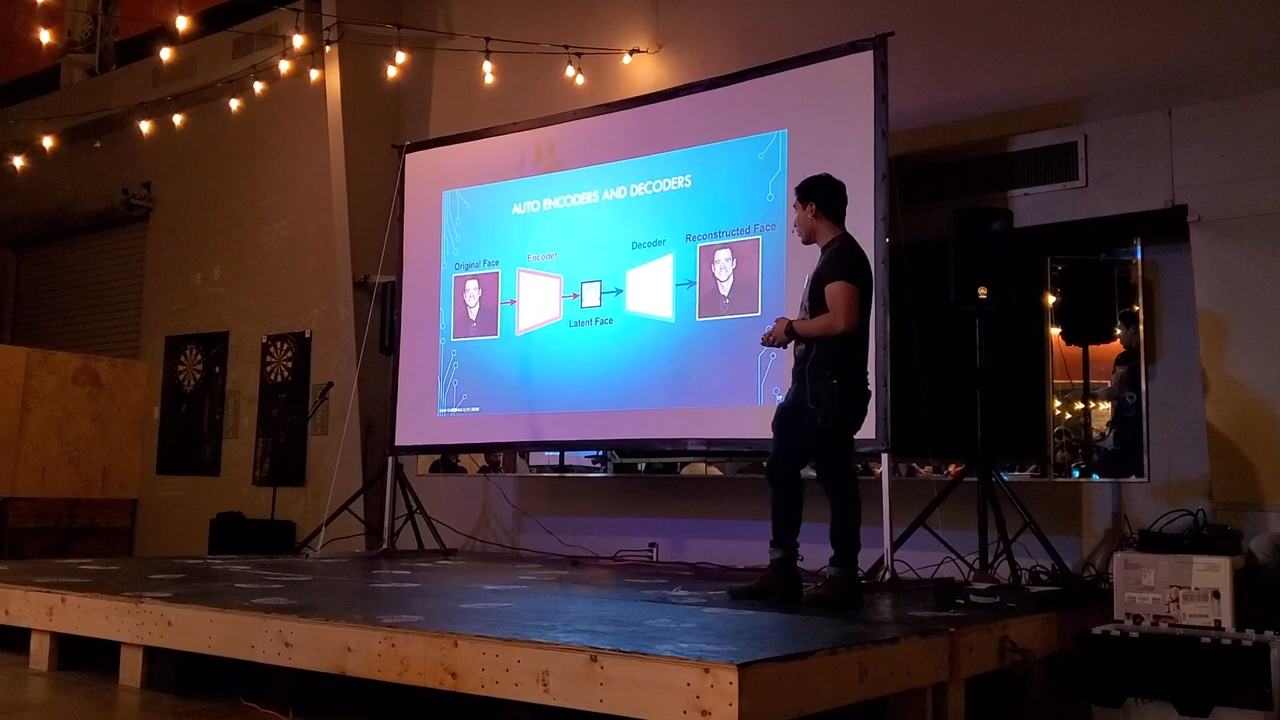 AUTO ENCODERS AND DECODERS
Original Face
Encoder
Latent Face
Decoder
Reconstructed Face